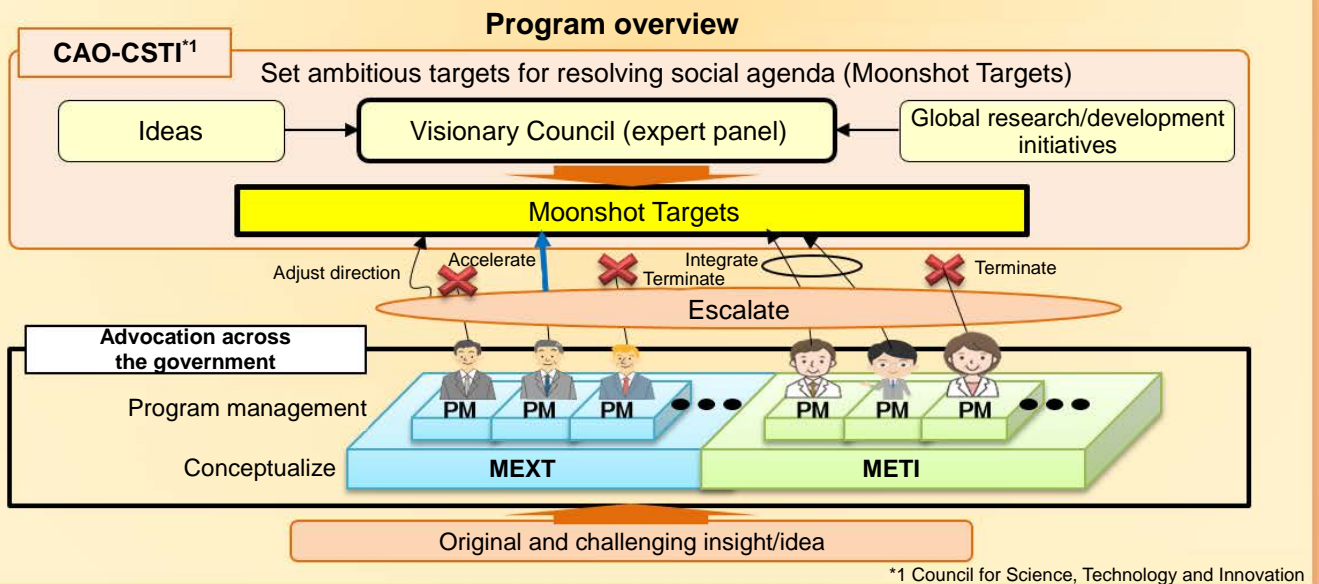 Program overview
CAO-CSTI*1
Set ambitious targets for resolving social agenda (Moonshot Targets)
Ideas
Visionary Council (expert panel)
Global research/development
initiatives
Moonshot Targets
Adjust direction
Accelerate
Terminate
Integrate
Terminate
Escalate
Advocation across
the government
Program management
PM PM PM ●●● PM PM PM ●●●
Conceptualize
MEXT
METI
Original and challenging insight/idea
*1 Council for Science, Technology and Innovation